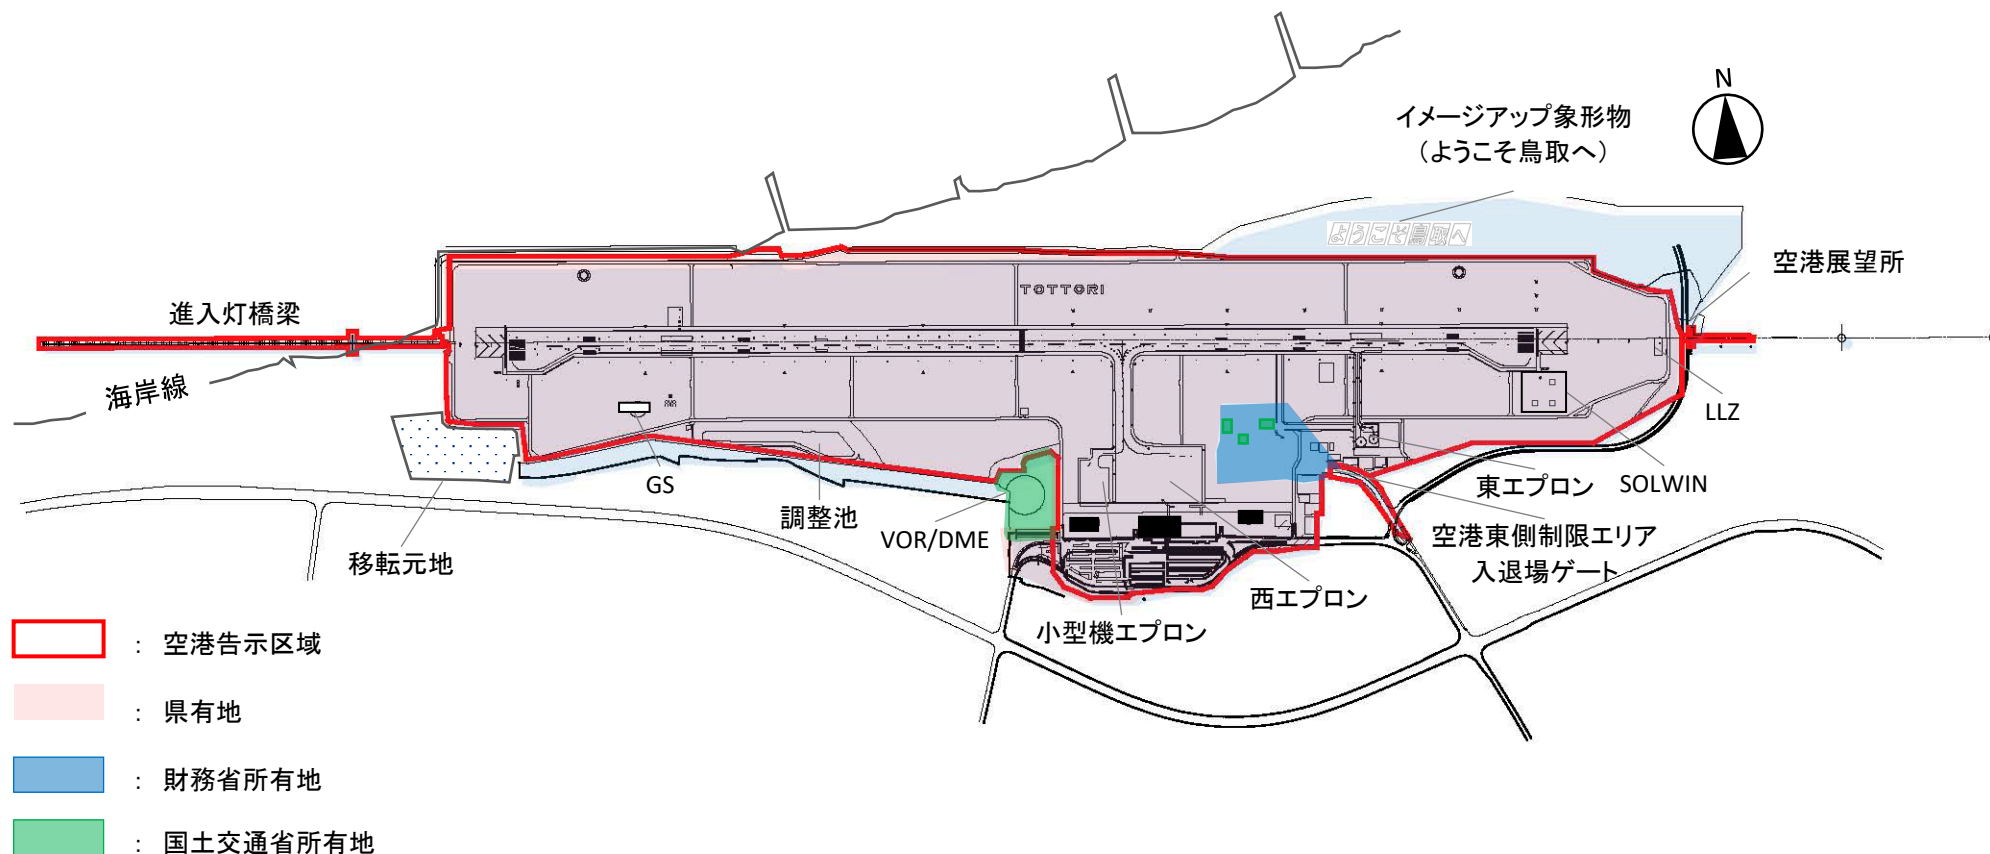 N
イメージアップ象形物
（ようこそ鳥取へ）
ようこそ鳥取へ
空港展望所
TOTTORI
進入灯橋梁
海岸線
LLZ
GS
東エプロン
SOLWIN
調整池
VOR/DME
空港東側制限エリア
入退場ゲート
移転元地
西エプロン
小型機エプロン
： 空港告示区域
： 県有地
： 財務省所有地
： 国土交通省所有地